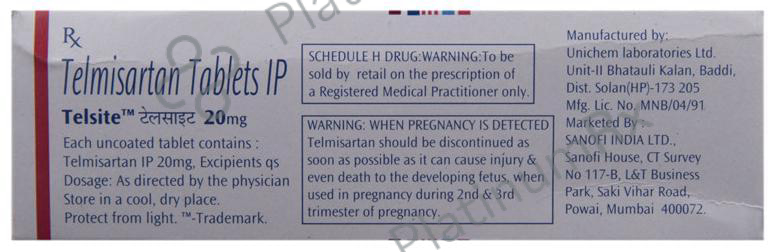 Rx
Telmisartan Tablets IP
Telsite™ टेलसाइट 20mg
Each uncoated tablet contains :
Telmisartan IP 20mg, Excipients qs
Dosage: As directed by the physician
Store in a cool, dry place.
Protect from light. ™-Trademark.
SCHEDULE H DRUG:WARNING:To be
sold by retail on the prescription of
a Registered Medical Practitioner only.
WARNING: WHEN PREGNANCY IS DETECTED
Telmisartan should be discontinued as
soon as possible as it can cause injury &
even death to the developing fetus, when
used in pregnancy during 2nd & 3rd
trimester of pregnancy.
Manufactured by:
Unichem laboratories Ltd.
Unit-II Bhatauli Kalan, Baddi,
Dist. Solan(HP)-173 205
Mfg. Lic. No. MNB/04/91
Marketed By :
SANOFI INDIA LTD.,
Sanofi House, CT Survey
No 117-B, L&T Business
Park, Saki Vihar Road,
Powai, Mumbai 400072.
Platinum Rx